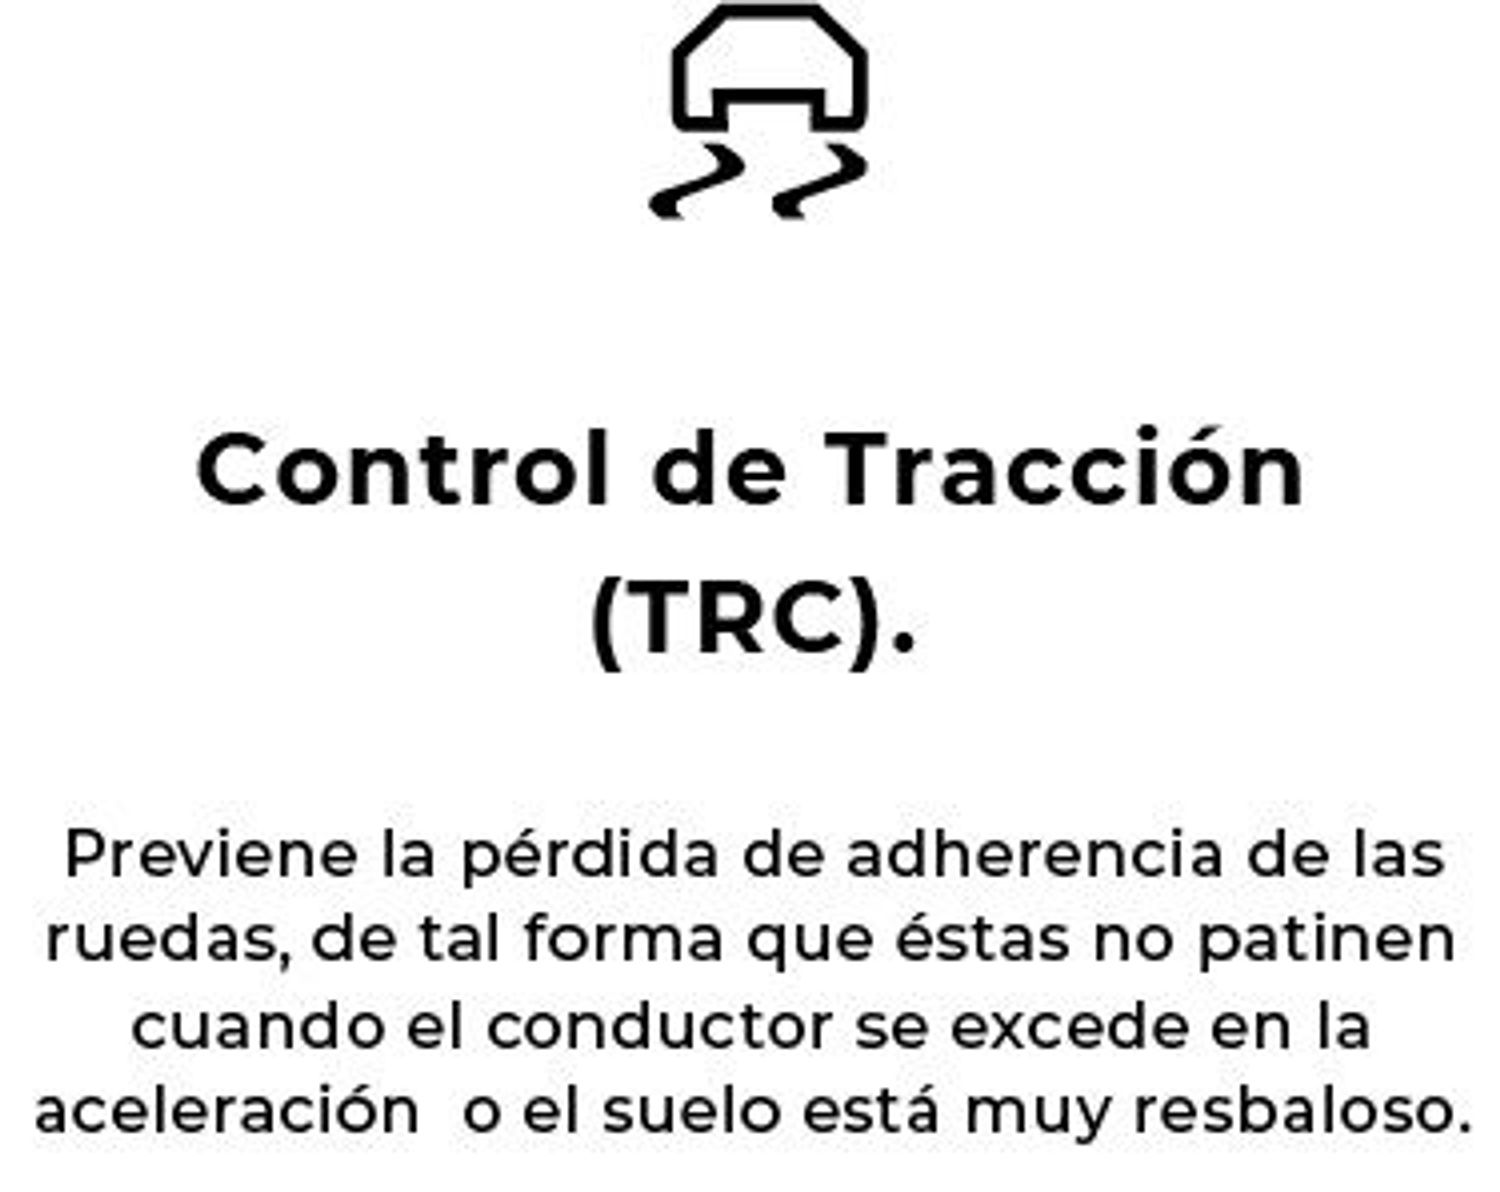 Control de Tracción
(TRC).
Previene la pérdida de adherencia de las
ruedas, de tal forma que éstas no patinen
cuando el conductor se excede en la
aceleración  o el suelo está muy resbaloso.